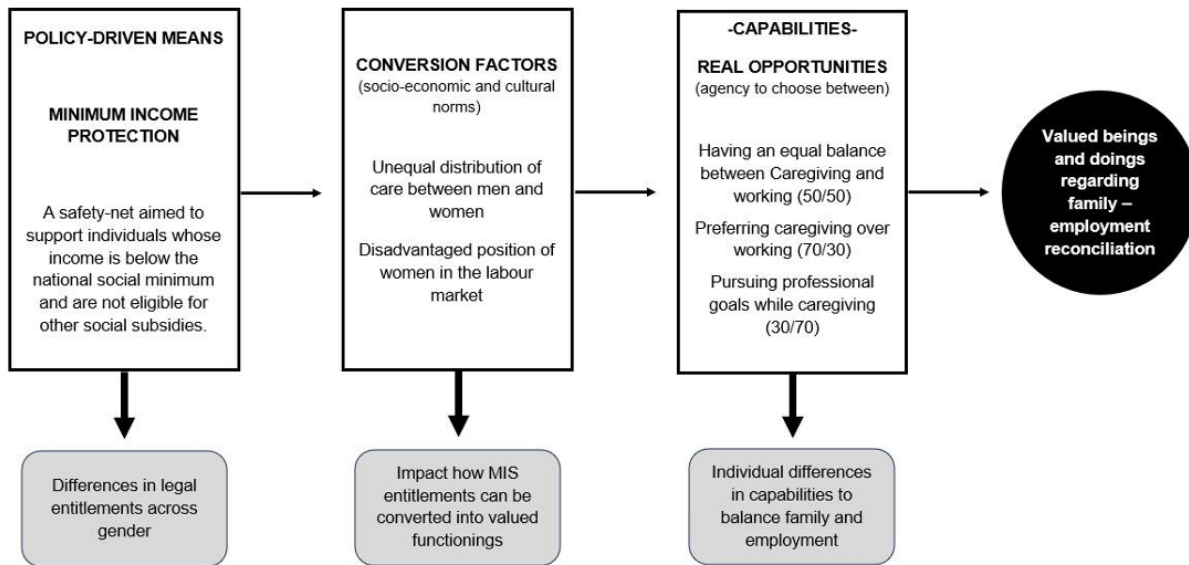 POLICY-DRIVEN MEANS
MINIMUM INCOME
PROTECTION
A safety-net aimed to
support individuals whose
income is below the
national social minimum
and are not eligible for
other social subsidies.
Differences in legal
entitlements across
gender
CONVERSION FACTORS
(socio-economic and cultural
norms)
Unequal distribution of
care between men and
women
Disadvantaged position of
women in the labour
market
Impact how MIS
entitlements can be
converted into valued
functionings
-CAPABILITIES-
REAL OPPORTUNITIES
(agency to choose between)
Having an equal balance
between Caregiving and
working (50/50)
Preferring caregiving over
working (70/30)
Pursuing professional
goals while caregiving
(30/70)
Individual differences
in capabilities to
balance family and
employment
Valued beings
and doings
regarding
family –
employment
reconciliation